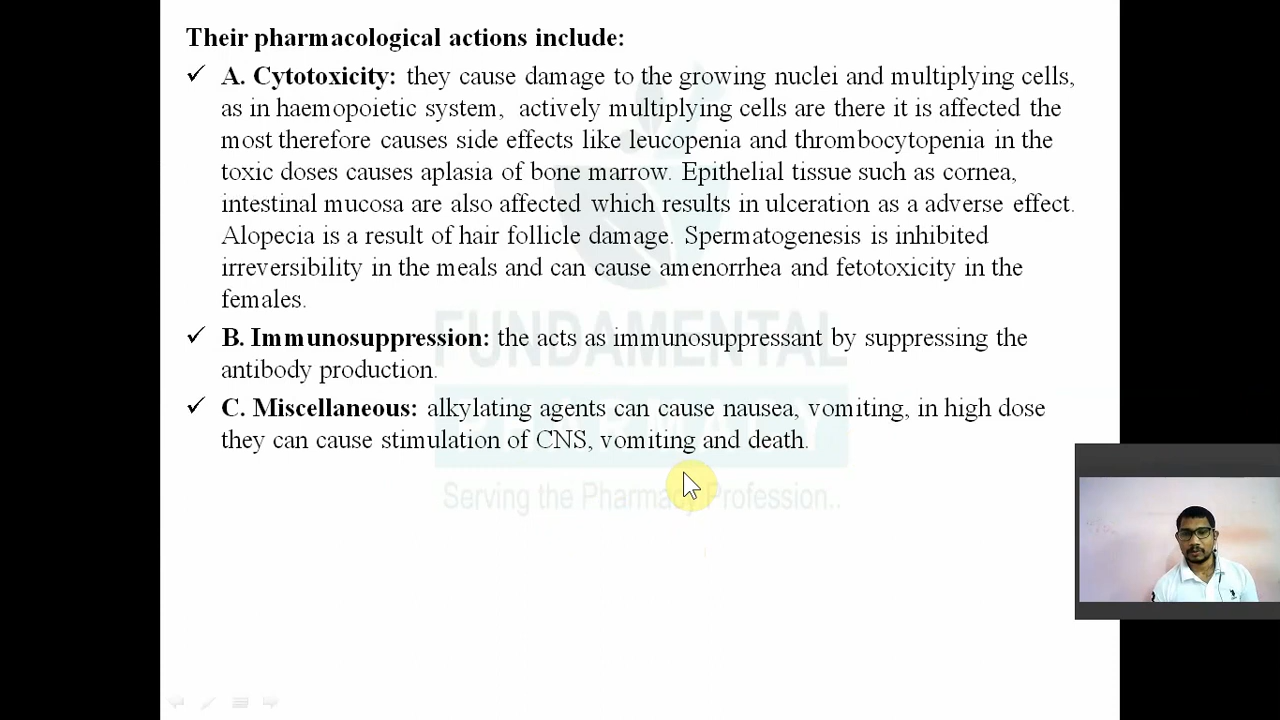 Their pharmacological actions include:
✓ A. Cytotoxicity: they cause damage to the growing nuclei and multiplying cells,
as in haemopoietic system, actively multiplying cells are there it is affected the
most therefore causes side effects like leucopenia and thrombocytopenia in the
toxic doses causes aplasia of bone marrow. Epithelial tissue such as cornea,
intestinal mucosa are also affected which results in ulceration as a adverse effect.
Alopecia is a result of hair follicle damage. Spermatogenesis is inhibited
irreversibility in the meals and can cause amenorrhea and fetotoxicity in the
females.
✓ B. Immunosuppression: the acts as immunosuppressant by suppressing the
antibody production.
✓ C. Miscellaneous: alkylating agents can cause nausea, vomiting, in high dose
they can cause stimulation of CNS, vomiting and death.
FUNDAMENTAL
PHARMACY
Serving the Pharmacy Profession..